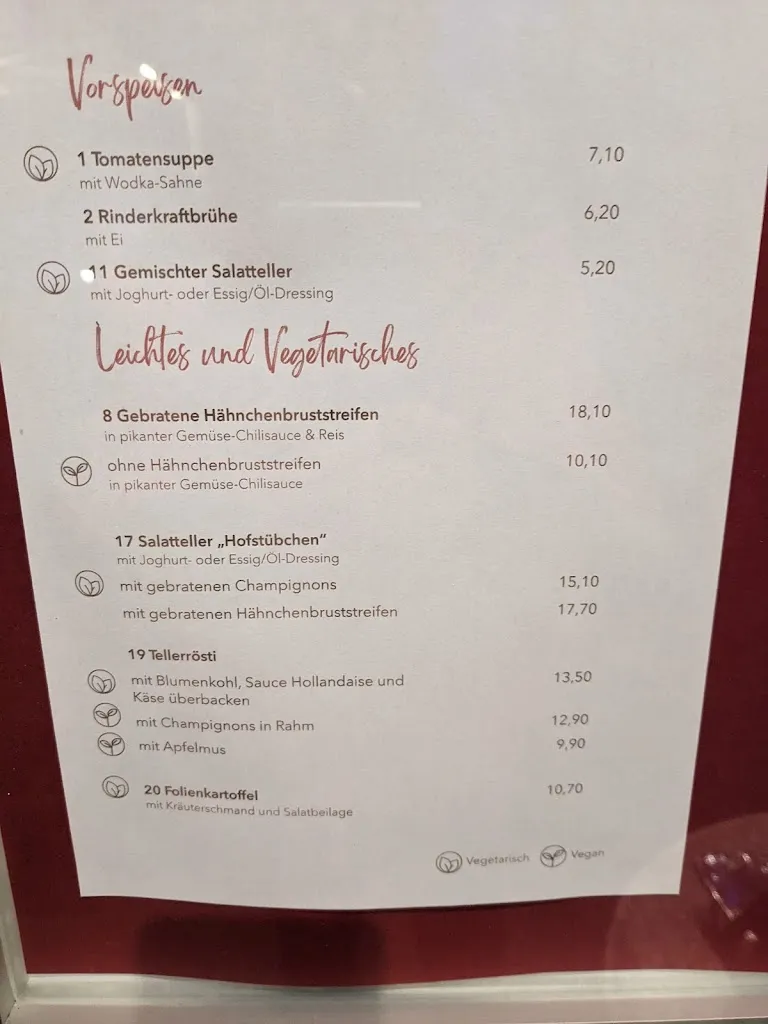 Vorspeisen
1 Tomatensuppe 7,10
mit Wodka-Sahne
2 Rinderkraftbrühe 6,20
mit Ei
11 Gemischter Salatteller 5,20
mit Joghurt- oder Essig/Öl-Dressing
Leichtes und Vegetarisches
8 Gebratene Hähnchenbruststreifen 18,10
in pikanter Gemüse-Chilisauce & Reis
ohne Hähnchenbruststreifen 10,10
in pikanter Gemüse-Chilisauce
17 Salatteller „Hofstübchen“
mit Joghurt- oder Essig/Öl-Dressing
mit gebratenen Champignons 15,10
mit gebratenen Hähnchenbruststreifen 17,70
19 Tellerrösti
mit Blumenkohl, Sauce Hollandaise und 13,50
Käse überbacken
mit Champignons in Rahm 12,90
mit Apfelmus 9,90
20 Folienkartoffel 10,70
mit Kräuterschmand und Salatbeilage
Vegetarisch Vegan